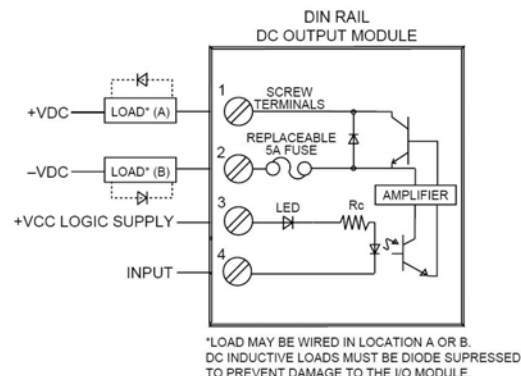 DIN RAIL
DC OUTPUT MODULE
+VDC
LOAD* (A)
1
SCREW
TERMINALS
REPLACEABLE
5A FUSE
–VDC
LOAD* (B)
2
AMPLIFIER
+VCC LOGIC SUPPLY
3
LED
Rc
INPUT
4
*LOAD MAY BE WIRED IN LOCATION A OR B.
DC INDUCTIVE LOADS MUST BE DIODE SUPRESSED
TO PREVENT DAMAGE TO THE I/O MODULE.